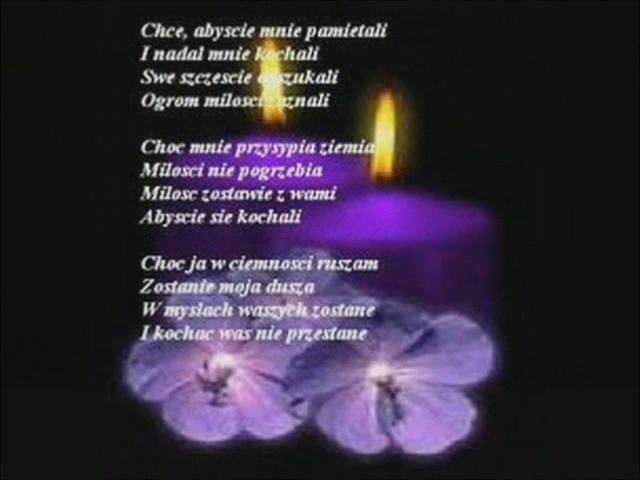 Chce, abyscie mnie pamietali
I nadal mnie kochali
Swe szczescie odszukali
Ogrom milosci zaznali
Choc mnie przysypia ziemia
Milosci nie pogrzebia
Milosc zostawie z wami
Abyscie sie kochali
Choc ja w ciemnosci ruszam
Zostanie moja dusza
W myslach waszych zostane
I kochac was nie przestane